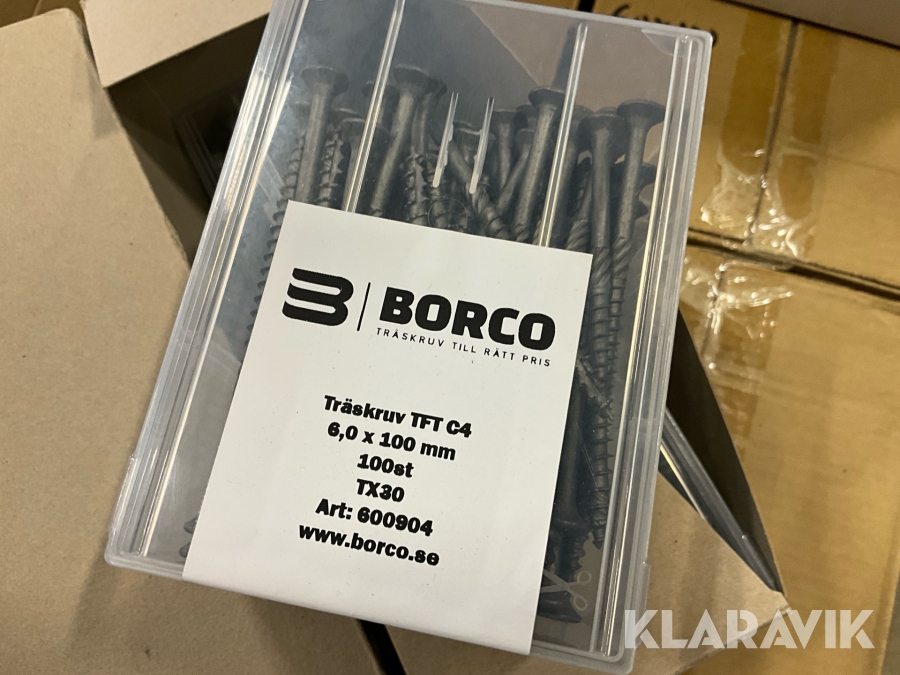 BORCO
TRÄSKRUV TILL RÄTT PRIS
Träskruv TFT C4
6,0 x 100 mm
100st
TX30
Art: 600904
www.borco.se
KLARAVIK